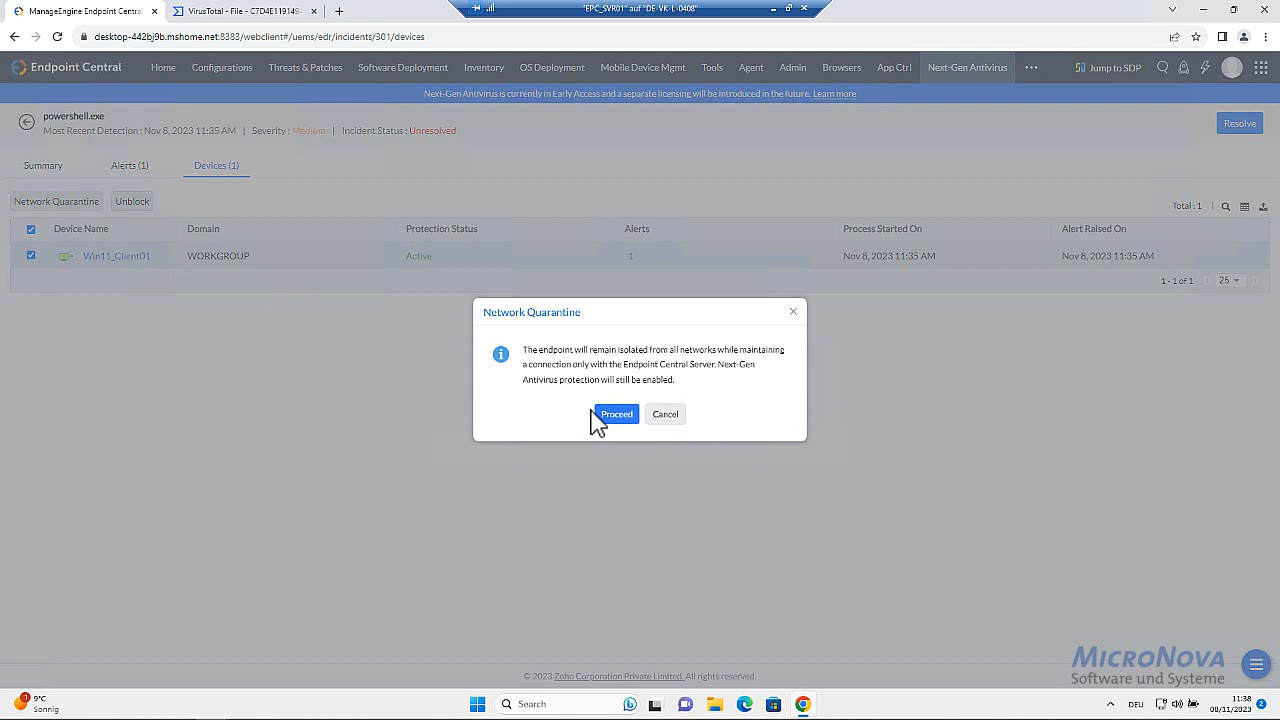 ManageEngine Endpoint Central
VirusTotal - File - C7D4E119149
"EPC_SVR01" auf "DE-VK-L-0408"
desktop-442bj9b.mshome.net:8383/webclient#/uems/edr/incidents/301/devices
Endpoint Central Home Configurations Threats & Patches Software Deployment Inventory OS Deployment Mobile Device Mgmt Tools Agent Admin Browsers App Ctrl Next-Gen Antivirus ••• Jump to SDP
Next-Gen Antivirus is currently in Early Access and a separate licensing will be introduced in the future. Learn more
powershell.exe
Most Recent Detection : Nov 8, 2023 11:35 AM | Severity : Medium | Incident Status : Unresolved
Resolve
Summary Alerts (1) Devices (1)
Network Quarantine Unblock
Total : 1
Device Name Domain Protection Status Alerts Process Started On Alert Raised On
Win11_Client01 WORKGROUP Active 1 Nov 8, 2023 11:35 AM Nov 8, 2023 11:35 AM
1 - 1 of 1 25
Network Quarantine
The endpoint will remain isolated from all networks while maintaining
a connection only with the Endpoint Central Server. Next-Gen
Antivirus protection will still be enabled.
Proceed Cancel
MicroNova
Software und Systeme
© 2023 Zoho Corporation Private Limited. All rights reserved.
1
9°C
Sonnig
Search
DEU
11:38
08/11/2023
2